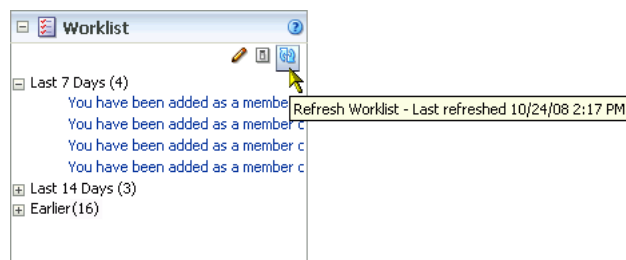 Worklist
Last 7 Days (4)
You have been added as a membe
Refresh Worklist - Last refreshed 10/24/08 2:17 PM
You have been added as a member c
You have been added as a member c
You have been added as a member c
Last 14 Days (3)
Earlier(16)